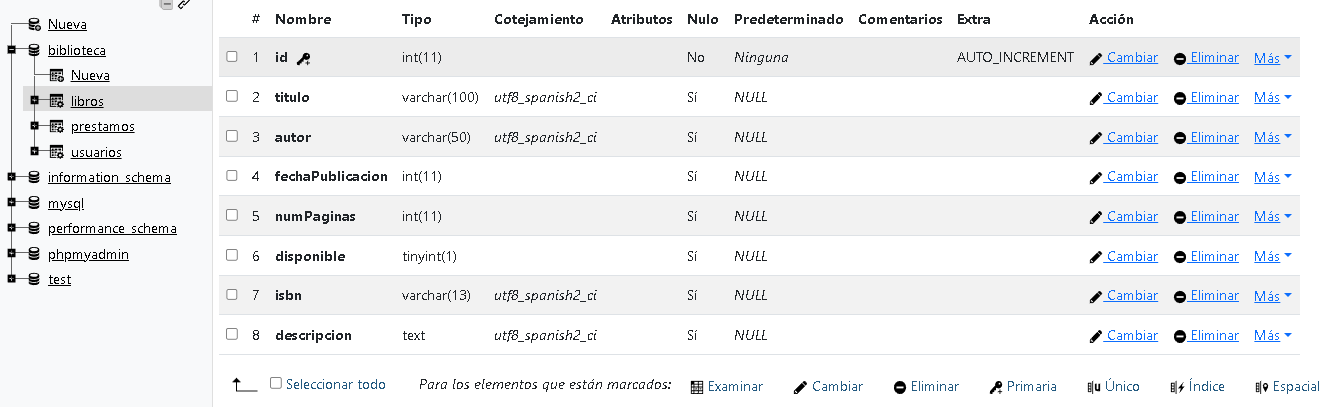 Nueva
biblioteca
Nueva
libros
prestamos
usuarios
information_schema
mysql
performance_schema
phpmyadmin
test
# Nombre Tipo Cotejamiento Atributos Nulo Predeterminado Comentarios Extra Acción
1 id int(11) No Ninguna AUTO_INCREMENT Cambiar Eliminar Más
2 titulo varchar(100) utf8_spanish2_ci Sí NULL Cambiar Eliminar Más
3 autor varchar(50) utf8_spanish2_ci Sí NULL Cambiar Eliminar Más
4 fechaPublicacion int(11) Sí NULL Cambiar Eliminar Más
5 numPaginas int(11) Sí NULL Cambiar Eliminar Más
6 disponible tinyint(1) Sí NULL Cambiar Eliminar Más
7 isbn varchar(13) utf8_spanish2_ci Sí NULL Cambiar Eliminar Más
8 descripcion text utf8_spanish2_ci Sí NULL Cambiar Eliminar Más
Seleccionar todo Para los elementos que están marcados: Examinar Cambiar Eliminar Primaria Único Índice Espacial